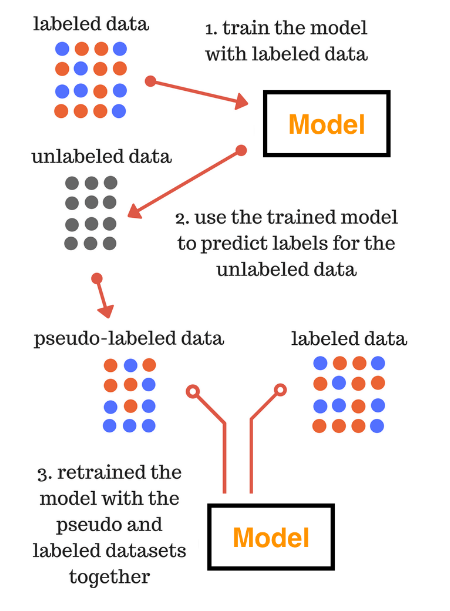 labeled data
1. train the model
with labeled data
Model
unlabeled data
2. use the trained model
to predict labels for the
unlabeled data
pseudo-labeled data
labeled data
3. retrained the
model with the
pseudo and
labeled datasets
together
Model